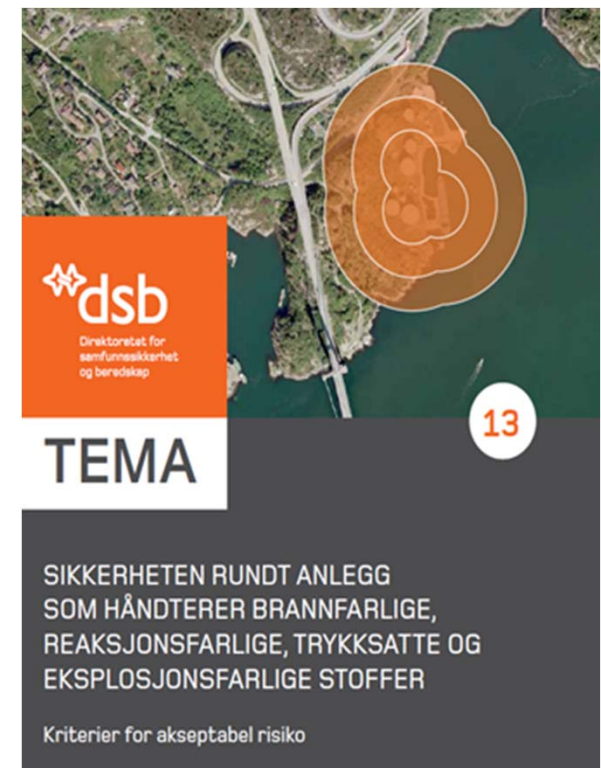 dsb
Direktoratet for
samfunnssikkerhet
og beredskap
13
TEMA
SIKKERHETEN RUNDT ANLEGG
SOM HÅNDTERER BRANNFARLIGE,
REAKSJONSFARLIGE, TRYKKSATTE OG
EKSPLOSJONSFARLIGE STOFFER
Kriterier for akseptabel risiko